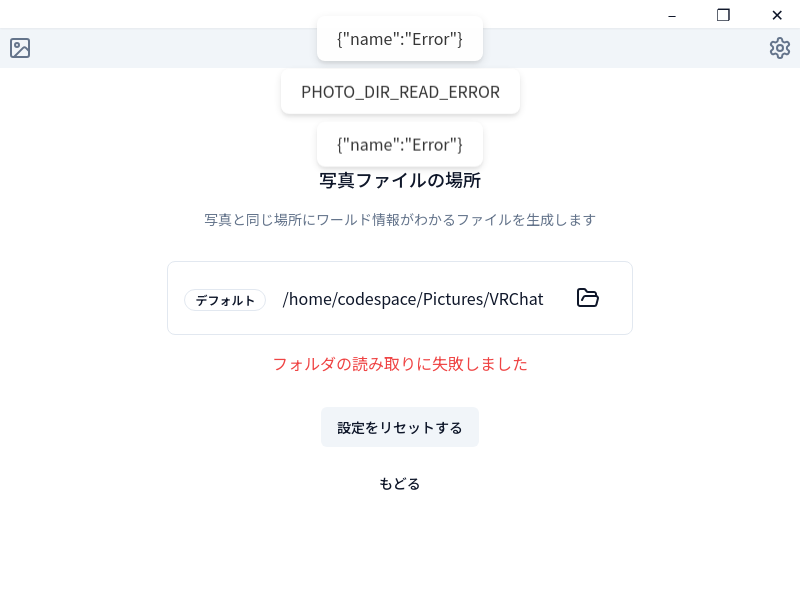 {"name":"Error"}
PHOTO_DIR_READ_ERROR
{"name":"Error"}
写真ファイルの場所
写真と同じ場所にワールド情報がわかるファイルを生成します
デフォルト /home/codespace/Pictures/VRChat
フォルダの読み取りに失敗しました
設定をリセットする
もどる